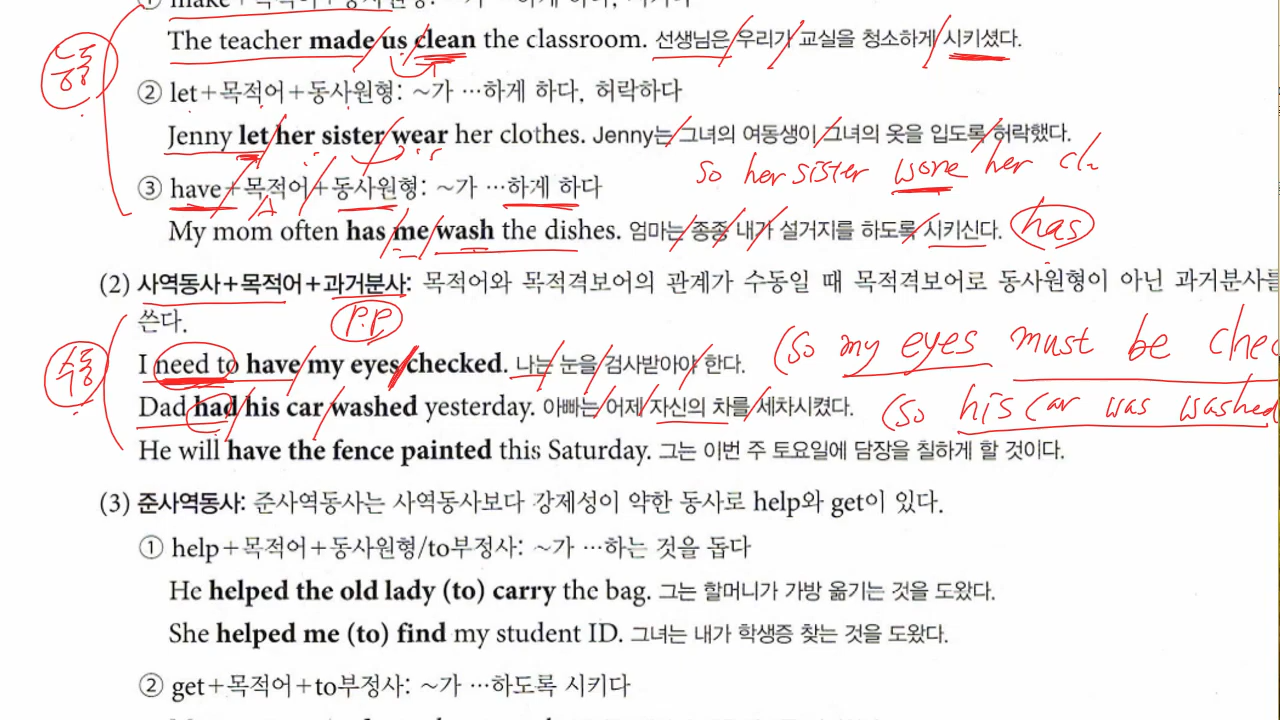 ① make+목적어+동사원형: ~가 …하게 하다, 시키다
The teacher made us clean the classroom. 선생님은 우리가 교실을 청소하게 시키셨다.
능동
② let+목적어+동사원형: ~가 …하게 하다, 허락하다
Jenny let her sister wear her clothes. Jenny는 그녀의 여동생이 그녀의 옷을 입도록 허락했다.
so her sister wore her cl
③ have+목적어+동사원형: ~가 …하게 하다
A
My mom often has me wash the dishes. 엄마는 종종 내가 설거지를 하도록 시키신다. has
(2) 사역동사+목적어+과거분사: 목적어와 목적격보어의 관계가 수동일 때 목적격보어로 동사원형이 아닌 과거분사를
쓴다. P.P
수동
I need to have my eyes checked. 나는 눈을 검사받아야 한다. (so my eyes must be chec
Dad had his car washed yesterday. 아빠는 어제 자신의 차를 세차시켰다. (so his car was washed
He will have the fence painted this Saturday. 그는 이번 주 토요일에 담장을 칠하게 할 것이다.
(3) 준사역동사: 준사역동사는 사역동사보다 강제성이 약한 동사로 help와 get이 있다.
① help+목적어+동사원형/to부정사: ~가 …하는 것을 돕다
He helped the old lady (to) carry the bag. 그는 할머니가 가방 옮기는 것을 도왔다.
She helped me (to) find my student ID. 그녀는 내가 학생증 찾는 것을 도왔다.
② get+목적어+to부정사: ~가 …하도록 시키다